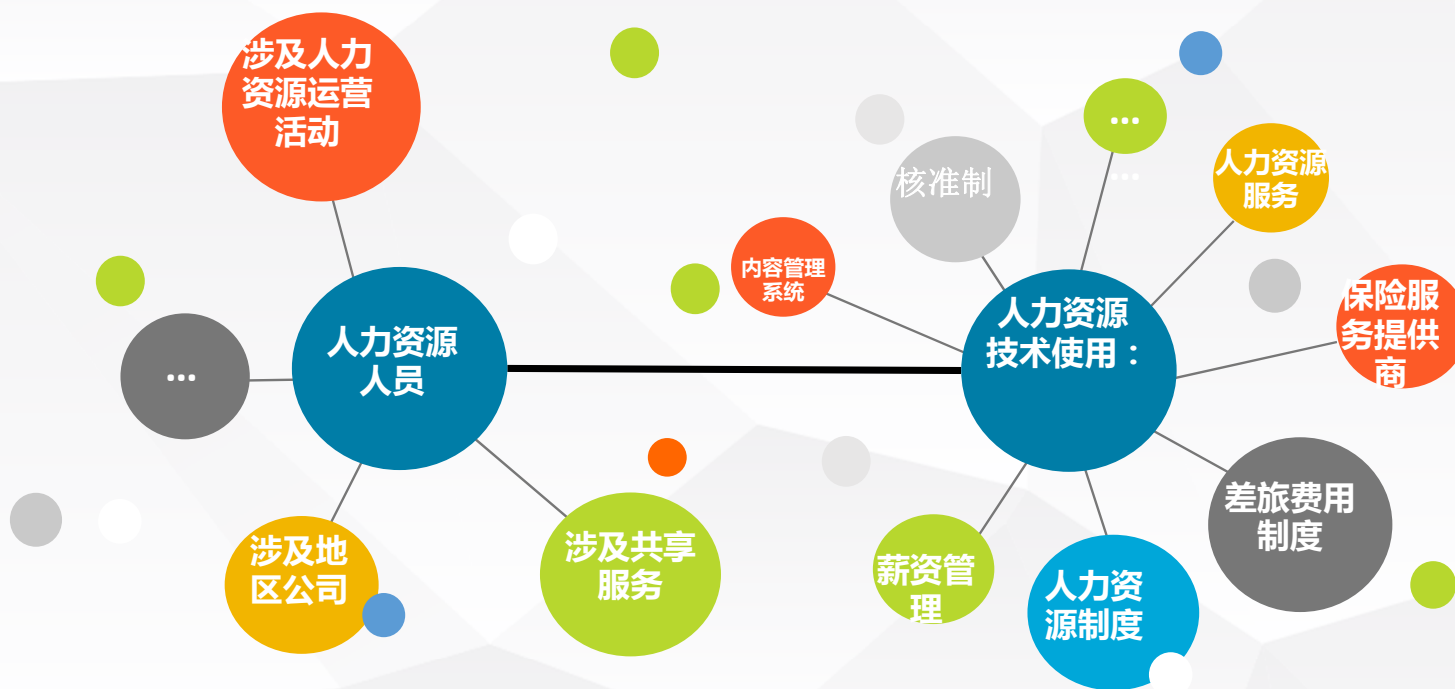 涉及人力
资源运营
活动
人力资源
人员
...
涉及地
区公司
涉及共享
服务
内容管理
系统
核准制
...
...
人力资源
服务
保险服
务提供
商
人力资源
技术使用：
差旅费用
制度
薪资管
理
人力资
源制度